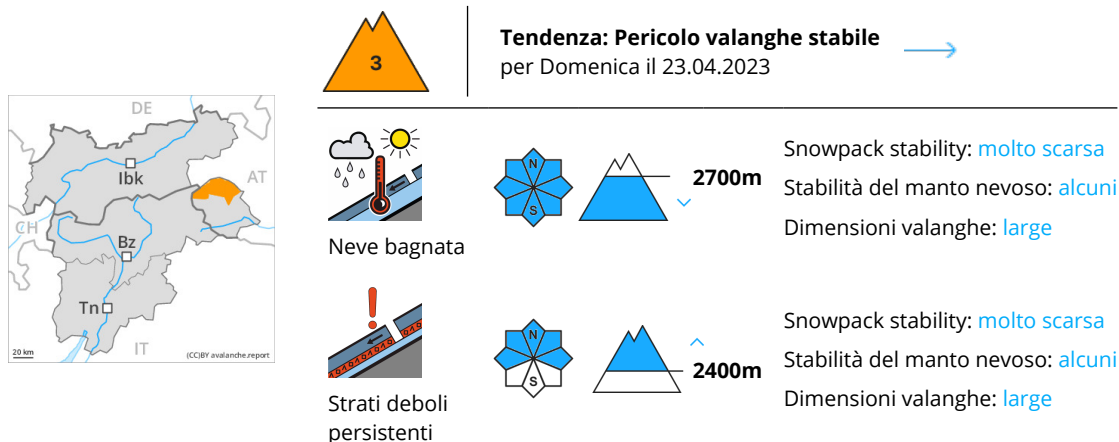 3
Tendenza: Pericolo valanghe stabile
per Domenica il 23.04.2023
DE
AT
Ibk
CH
Bz
Tn
IT
20 km
(CC)BY avalanche.report
Neve bagnata
N
S
2700m
Snowpack stability: molto scarsa
Stabilità del manto nevoso: alcuni
Dimensioni valanghe: large
Strati deboli
persistenti
N
S
2400m
Snowpack stability: molto scarsa
Stabilità del manto nevoso: alcuni
Dimensioni valanghe: large